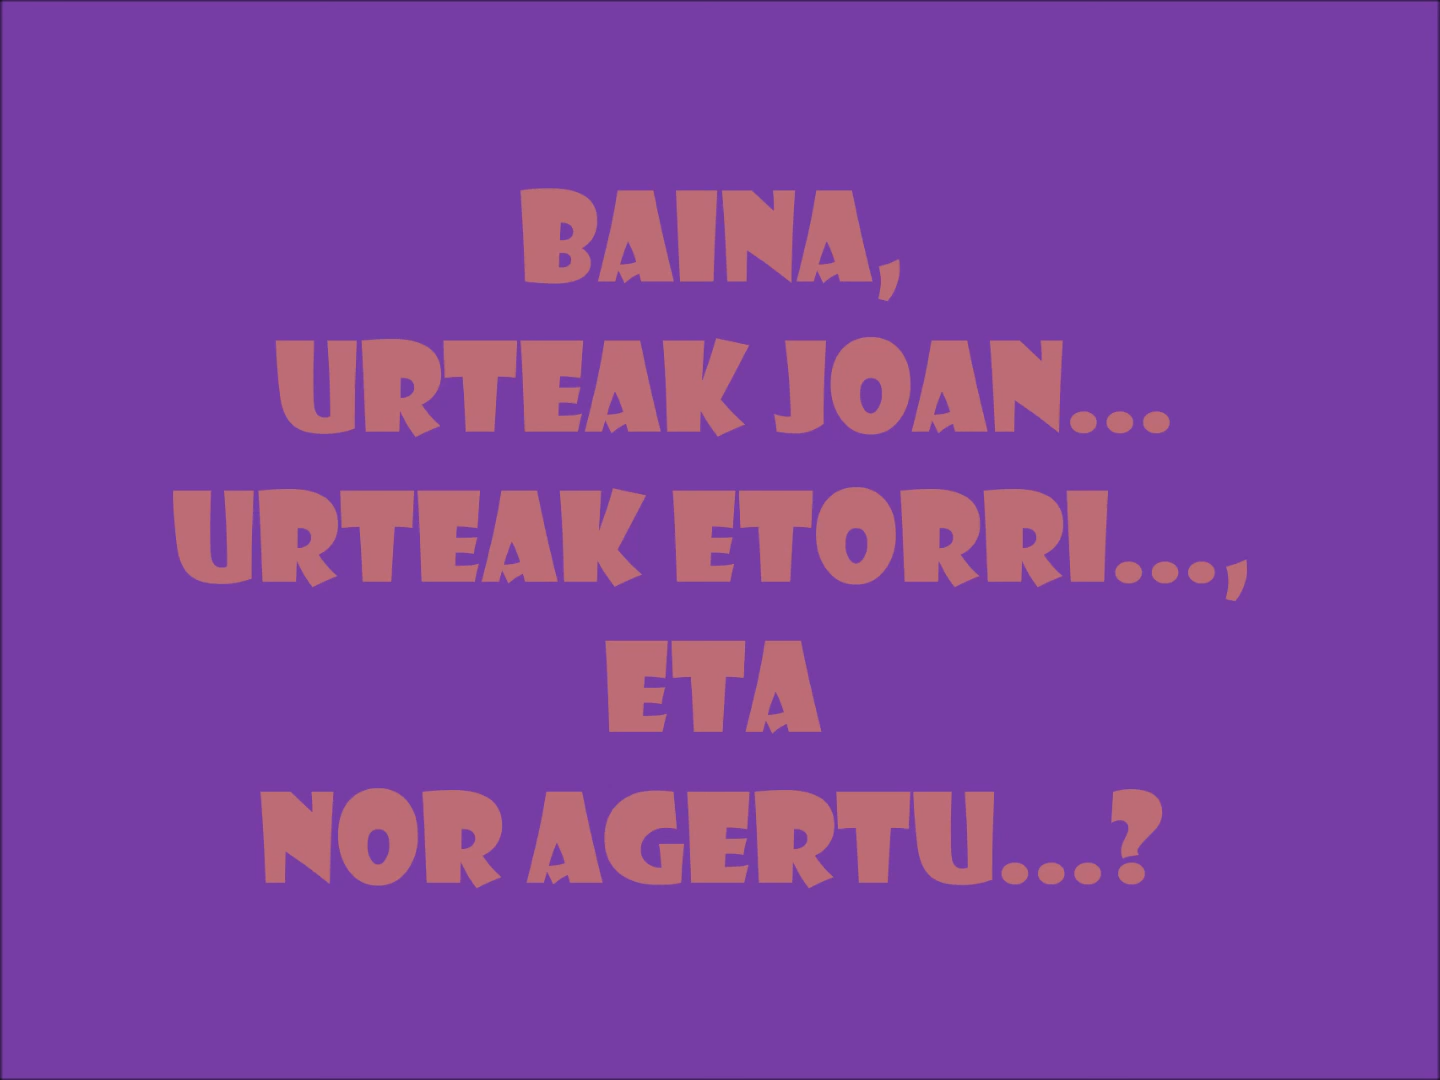 BAINA,
URTEAK JOAN...
URTEAK ETORRI...,
ETA
NOR AGERTU...?